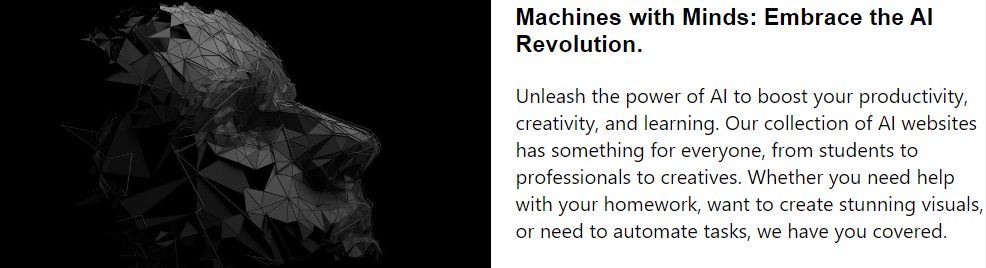 Machines with Minds: Embrace the AI
Revolution.
Unleash the power of AI to boost your productivity,
creativity, and learning. Our collection of AI websites
has something for everyone, from students to
professionals to creatives. Whether you need help
with your homework, want to create stunning visuals,
or need to automate tasks, we have you covered.